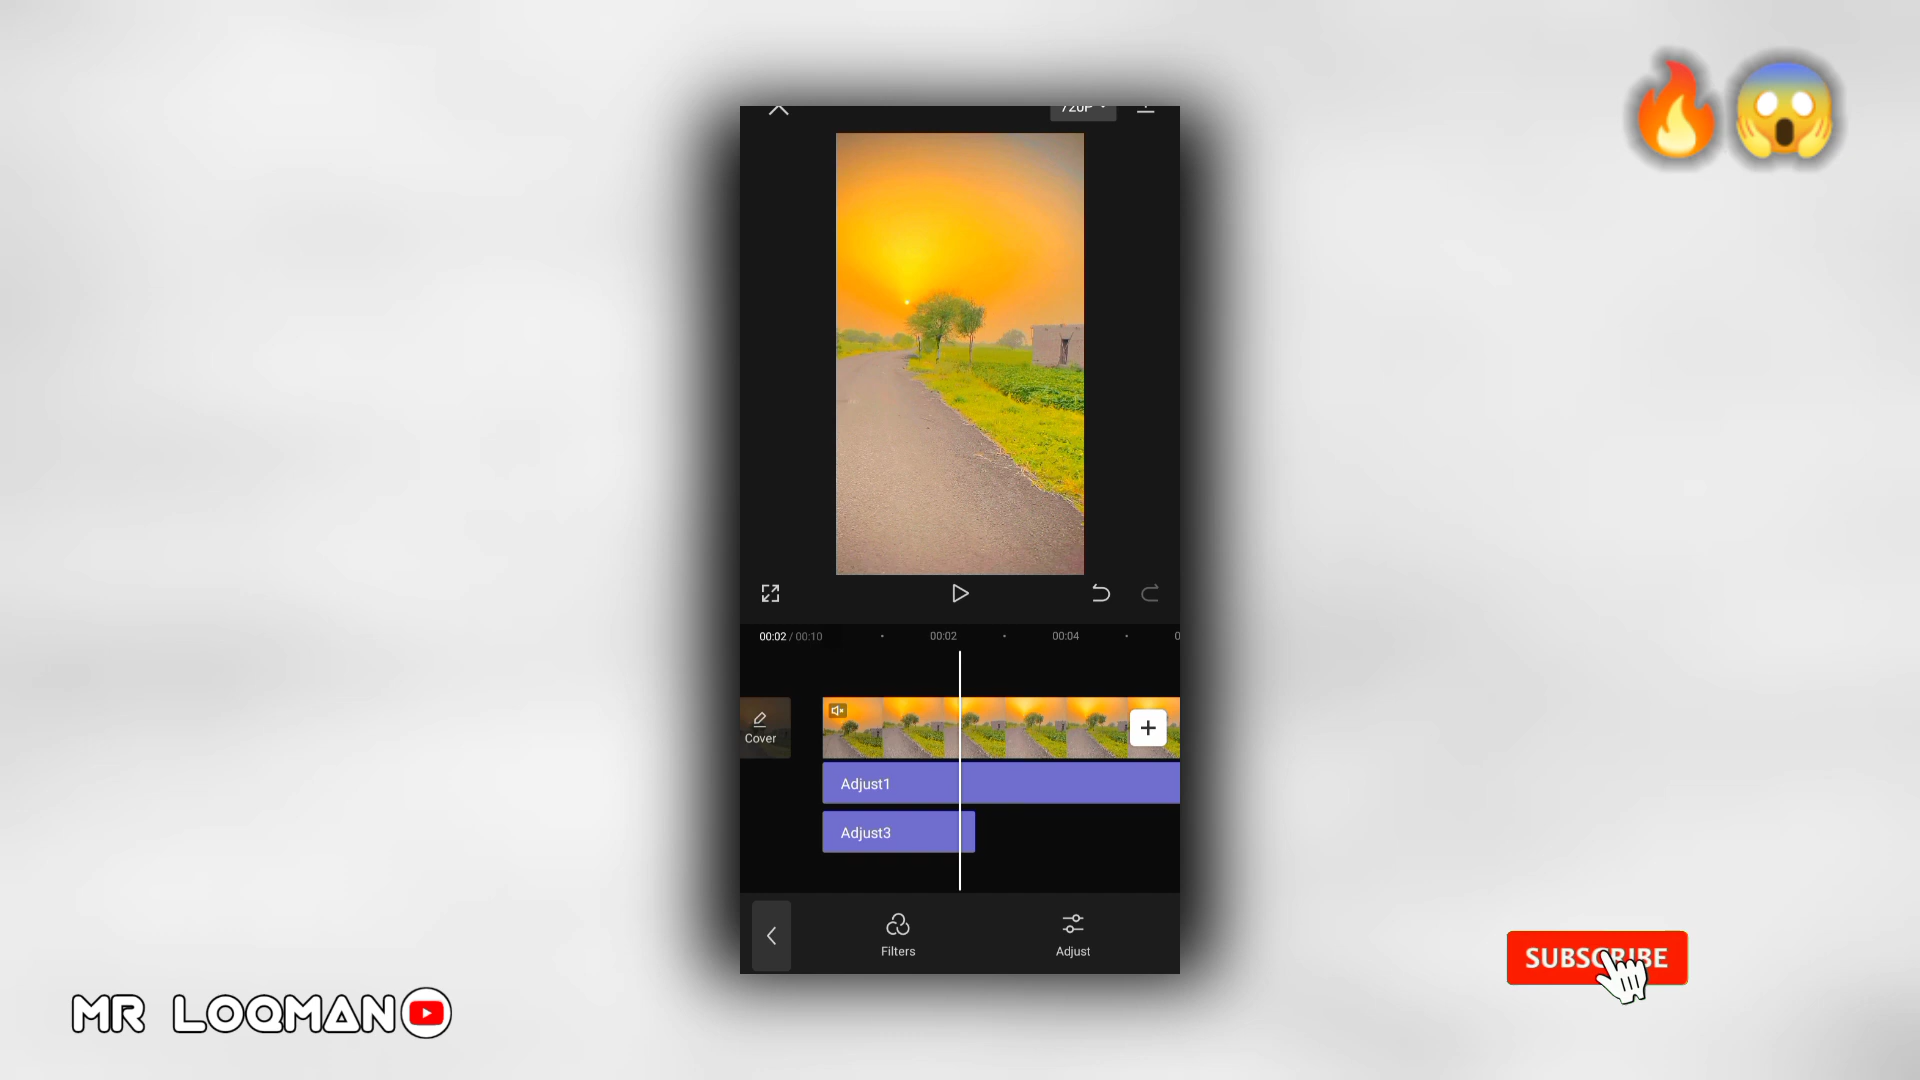 720P
00:02 / 00:10
00:02
00:04
Cover
Adjust1
Adjust3
Filters
Adjust
SUBSCRIBE
MR LOQMAN